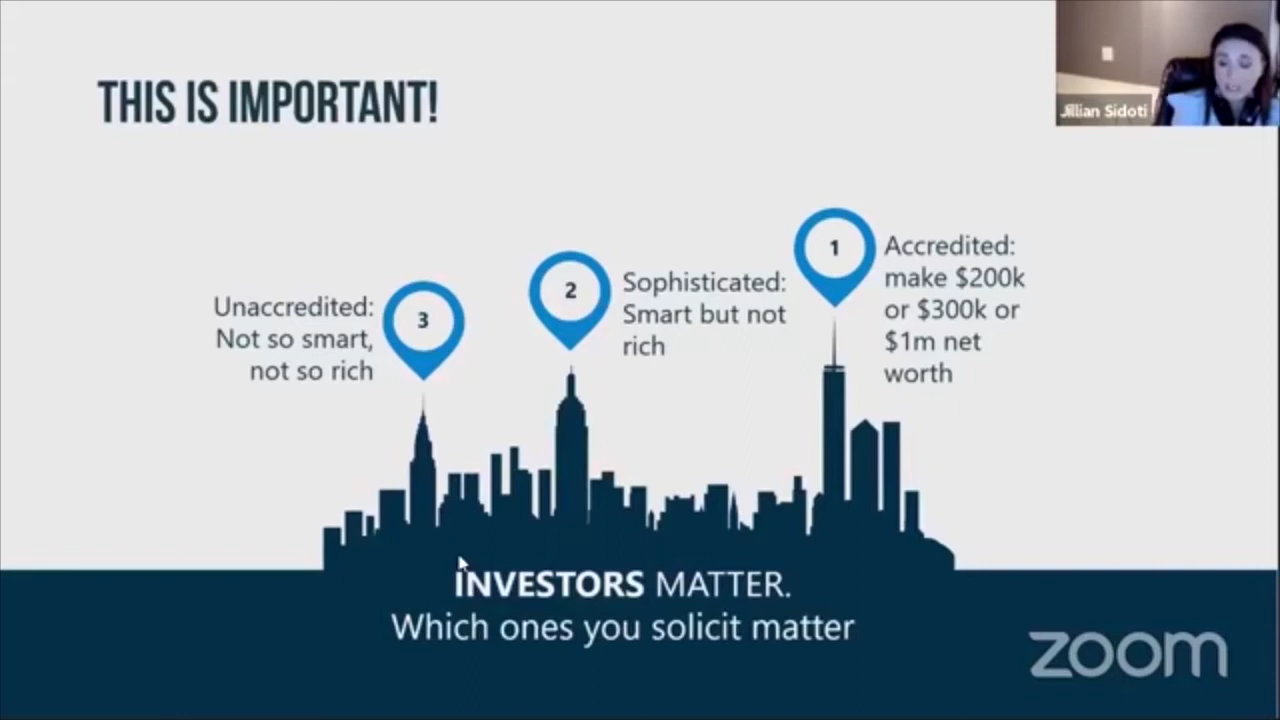 THIS IS IMPORTANT!
Jillian Sidoti
1
Accredited:
make $200k
or $300k or
$1m net
worth
2
Sophisticated:
Smart but not
rich
3
Unaccredited:
Not so smart,
not so rich
INVESTORS MATTER.
Which ones you solicit matter
zoom